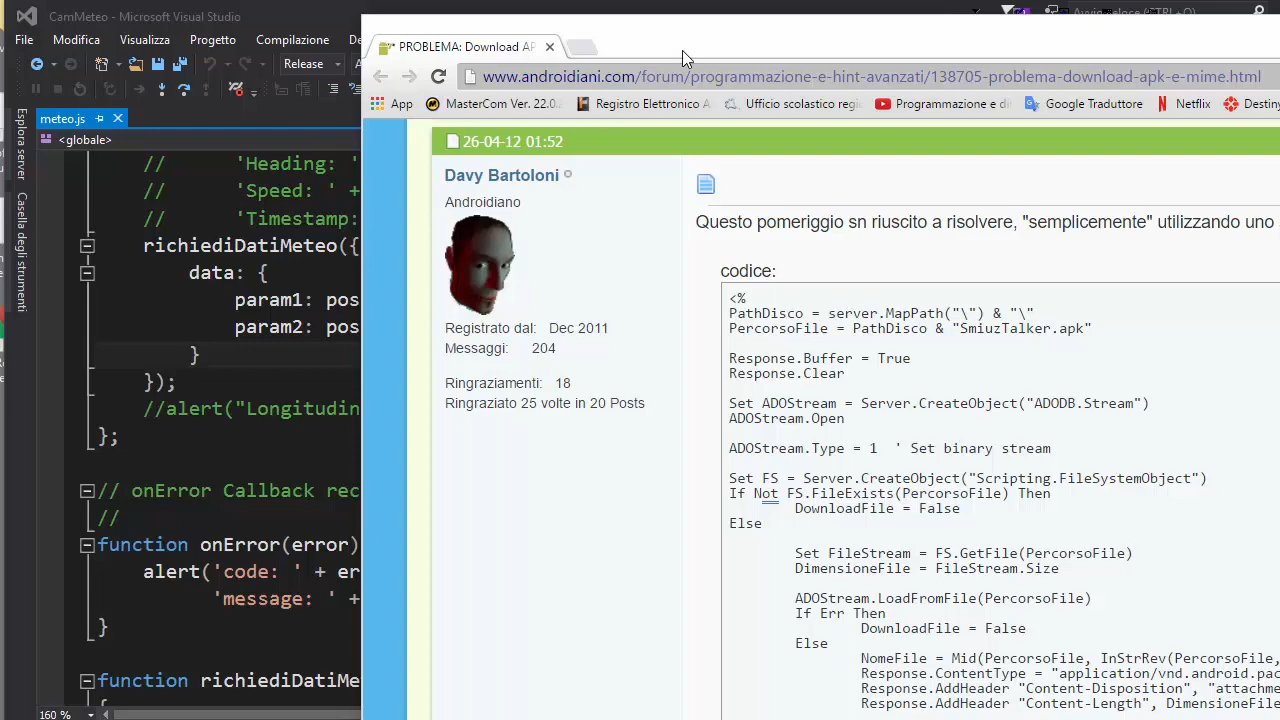 CamMeteo - Microsoft Visual Studio
File Modifica Visualizza Progetto Compilazione
Release
Esplora server
Casella degli strumenti
meteo.js
<globale>
// 'Heading: '
// 'Speed: ' +
// 'Timestamp:
richiediDatiMeteo({
data: {
param1: pos
param2: pos
}
});
//alert("Longitudin
};
// onError Callback rec
//
function onError(error)
alert('code: ' + er
'message: ' +
}
function richiediDatiMe
{
160 %
PROBLEMA: Download AP
www.androidiani.com/forum/programmazione-e-hint-avanzati/138705-problema-download-apk-e-mime.html
App MasterCom Ver. 22.0. Registro Elettronico A Ufficio scolastico regi Programmazione e di Google Traduttore Netflix Destiny
26-04-12 01:52
Davy Bartoloni
Androidiano
Registrato dal: Dec 2011
Messaggi: 204
Ringraziamenti: 18
Ringraziato 25 volte in 20 Posts
Questo pomeriggio sn riuscito a risolvere, "semplicemente" utilizzando uno
codice:
<%
PathDisco = server.MapPath("\") & "\"
PercorsoFile = PathDisco & "SmiuzTalker.apk"
Response.Buffer = True
Response.Clear
Set ADOStream = Server.CreateObject("ADODB.Stream")
ADOStream.Open
ADOStream.Type = 1 ' Set binary stream
Set FS = Server.CreateObject("Scripting.FileSystemObject")
If Not FS.FileExists(PercorsoFile) Then
DownloadFile = False
Else
Set FileStream = FS.GetFile(PercorsoFile)
DimensioneFile = FileStream.Size
ADOStream.LoadFromFile(PercorsoFile)
If Err Then
DownloadFile = False
Else
NomeFile = Mid(PercorsoFile, InStrRev(PercorsoFile,
Response.ContentType = "application/vnd.android.pac
Response.AddHeader "Content-Disposition", "attachme
Response.AddHeader "Content-Length", DimensioneFile